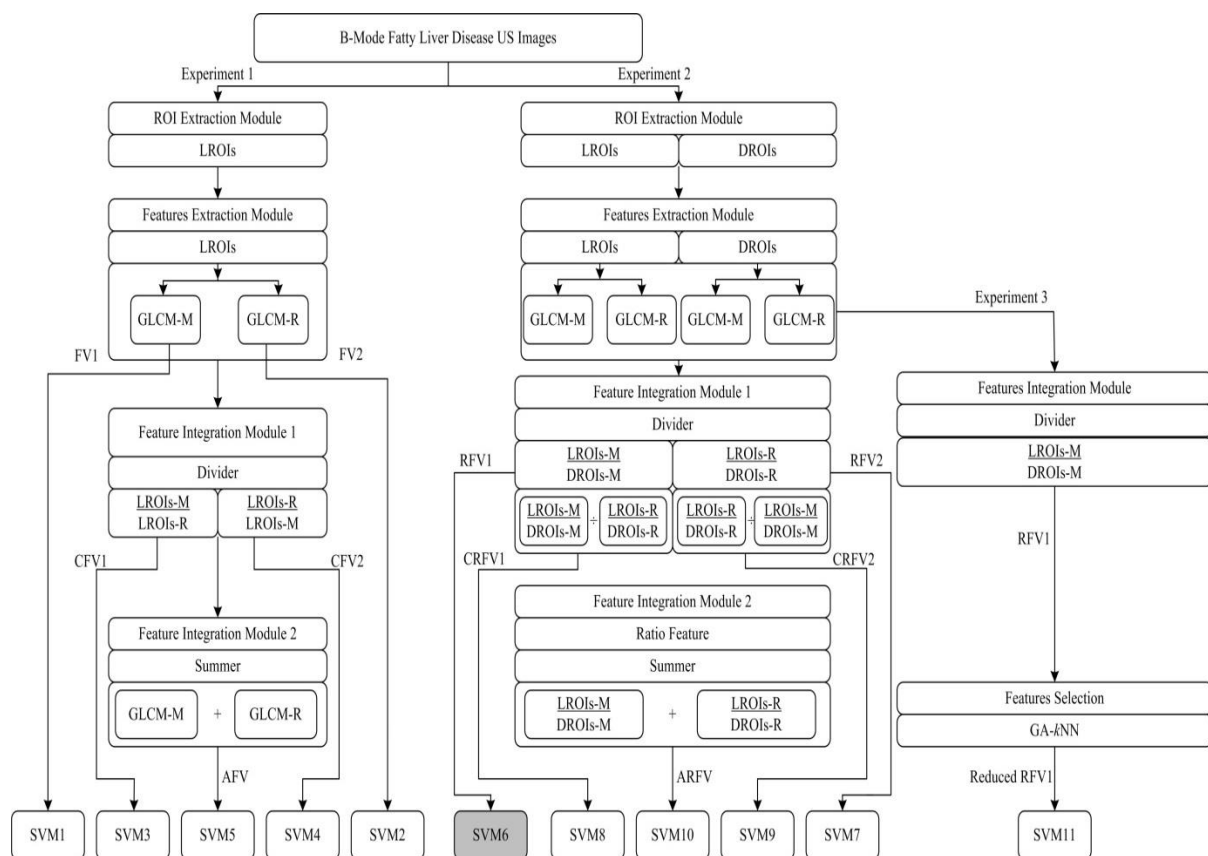 B-Mode Fatty Liver Disease US Images
Experiment 1
Experiment 2
ROI Extraction Module
LROIs
Features Extraction Module
LROIs
GLCM-M
GLCM-R
FV1
FV2
Feature Integration Module 1
Divider
LROIs-M
LROIs-R
LROIs-R
LROIs-M
CFV1
CFV2
Feature Integration Module 2
Summer
GLCM-M + GLCM-R
AFV
SVM1
SVM3
SVM5
SVM4
SVM2
ROI Extraction Module
LROIs
DROIs
Features Extraction Module
LROIs
DROIs
GLCM-M
GLCM-R
GLCM-M
GLCM-R
Feature Integration Module 1
Divider
RFV1
LROIs-M
DROIs-M
LROIs-R
DROIs-R
RFV2
LROIs-M
DROIs-M
÷
LROIs-R
DROIs-R
LROIs-R
DROIs-R
÷
LROIs-M
DROIs-M
CRFV1
CRFV2
Feature Integration Module 2
Ratio Feature
Summer
LROIs-M
DROIs-M
+
LROIs-R
DROIs-R
ARFV
SVM6
SVM8
SVM10
SVM9
SVM7
Experiment 3
Features Integration Module
Divider
LROIs-M
DROIs-M
RFV1
Features Selection
GA-kNN
Reduced RFV1
SVM11